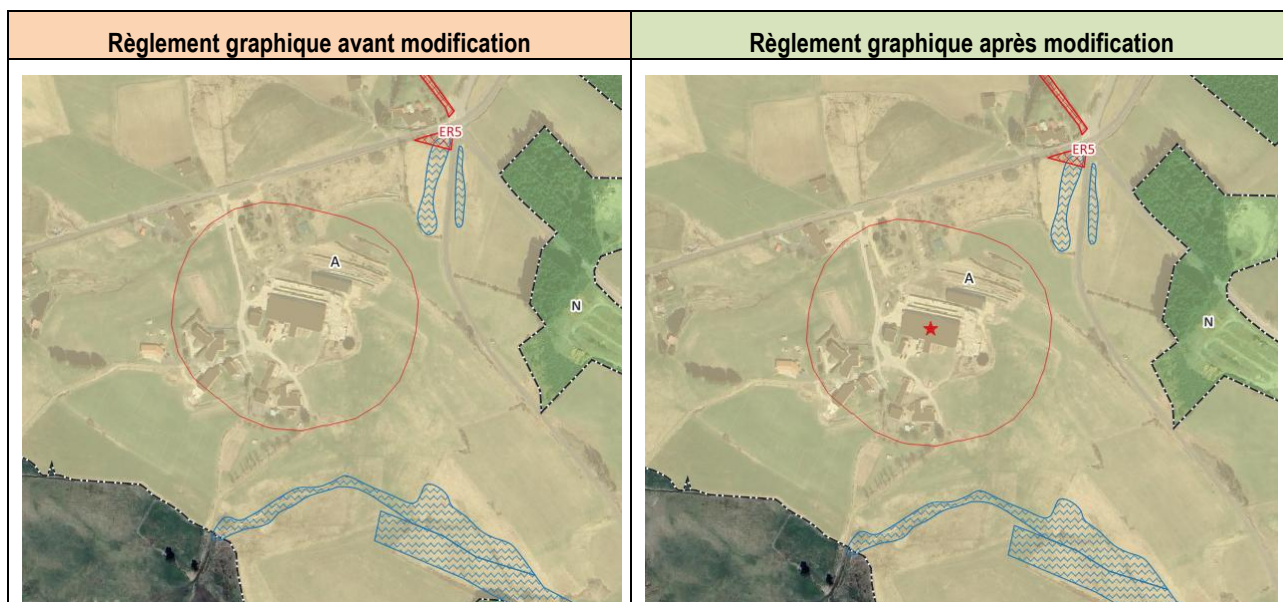 Règlement graphique avant modification
Règlement graphique après modification
ER5
A
N
ER5
A
N